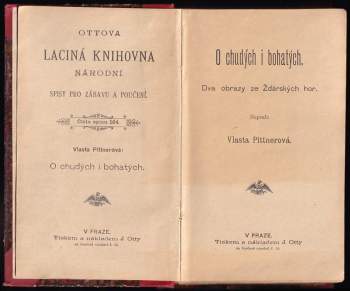 OTTOVA
LACINÁ KNIHOVNA
NÁRODNÍ
SPISY PRO ZÁBAVU A POUČENÍ.
Číslo spisu 164.
Vlasta Pittnerová:
O chudých i bohatých.
V PRAZE.
Tiskem a nákladem J. Otty
O chudých i bohatých.
Dva obrazy ze Žďárských hor.
Napsala
Vlasta Pittnerová.
V PRAZE.
Tiskem a nákladem J. Otty